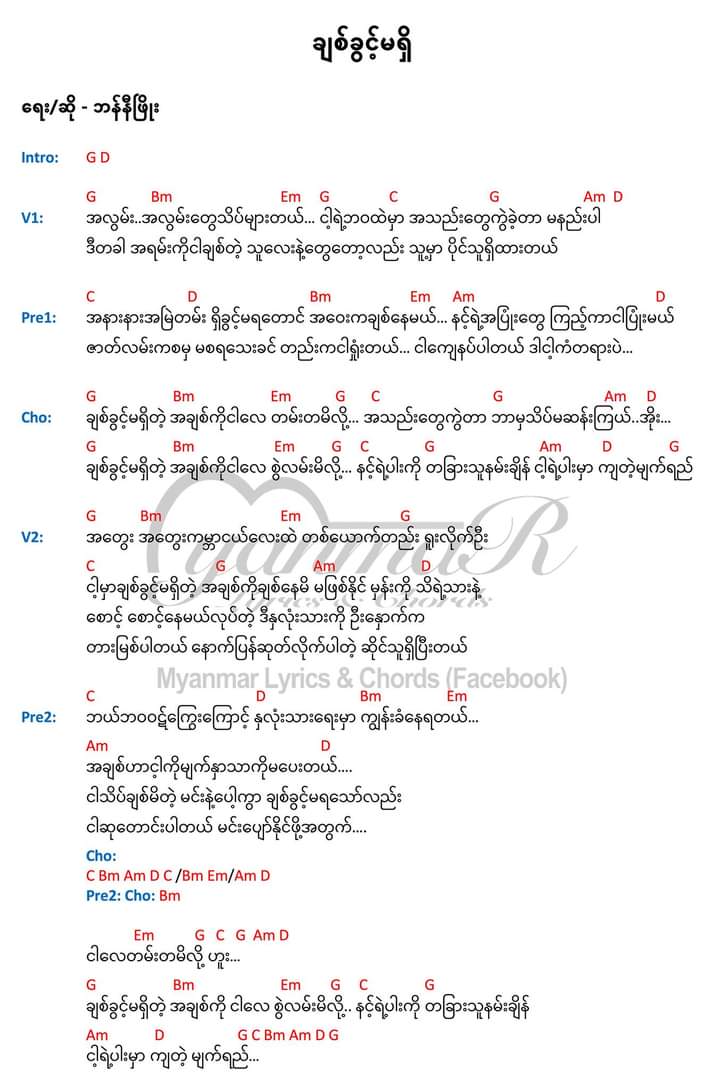 ချစ်ခွင့်မရှိ
ရေး/ဆို - ဘန်နီဖြိုး
Intro: G D
G Bm Em G C G Am D
V1: အလွမ်း..အလွမ်းတွေသိပ်များတယ်... ငါ့ရဲ့ဘဝထဲမှာ အသည်းတွေကွဲခဲ့တာ မနည်းပါ
ဒီတခါ အရမ်းကိုငါချစ်တဲ့ သူလေးနဲ့တွေတော့လည်း သူ့မှာ ပိုင်သူရှိထားတယ်
C D Bm Em Am D
Pre1: အနားနားအမြဲတမ်း ရှိခွင့်မရတောင် အဝေးကချစ်နေမယ်... နင့်ရဲ့အပြုံးတွေ ကြည့်ကာငါပြုံးမယ်
ဇာတ်လမ်းကစမှ မစရသေးခင် တည်းကငါရှုံးတယ်... ငါကျေနပ်ပါတယ် ဒါငါ့ကံတရားပဲ...
G Bm Em G C G Am D
Cho: ချစ်ခွင့်မရှိတဲ့ အချစ်ကိုငါလေ တမ်းတမိလို့... အသည်းတွေကွဲတာ ဘာမှသိပ်မဆန်းကြယ်..အိုး...
G Bm Em G C G Am D G
ချစ်ခွင့်မရှိတဲ့ အချစ်ကိုငါလေ စွဲလမ်းမိလို့... နင့်ရဲ့ပါးကို တခြားသူနမ်းချိန် ငါ့ရဲ့ပါးမှာ ကျတဲ့မျက်ရည်
G Bm Em G
V2: အတွေး အတွေးကမ္ဘာငယ်လေးထဲ တစ်ယောက်တည်း ရူးလိုက်ဦး
C G Am D
ငါ့မှာချစ်ခွင့်မရှိတဲ့ အချစ်ကိုချစ်နေမိ မဖြစ်နိုင် မှန်းကို သိရဲ့သားနဲ့
စောင့် စောင့်နေမယ်လုပ်တဲ့ ဒီနှလုံးသားကို ဦးနှောက်က
တားမြစ်ပါတယ် နောက်ပြန်ဆုတ်လိုက်ပါတဲ့ ဆိုင်သူရှိပြီးတယ်
MyanmaR
Lyrics & Chords
Myanmar Lyrics & Chords (Facebook)
C D Bm Em
Pre2: ဘယ်ဘဝဝဋ်ကြွေးကြောင့် နှလုံးသားရေးမှာ ကျွန်းခံနေရတယ်...
Am D
အချစ်ဟာငါ့ကိုမျက်နှာသာကိုမပေးတယ်....
ငါသိပ်ချစ်မိတဲ့ မင်းနဲ့ပေါ့ကွာ ချစ်ခွင့်မရသော်လည်း
ငါဆုတောင်းပါတယ် မင်းပျော်နိုင်ဖို့အတွက်....
Cho:
C Bm Am D C /Bm Em/Am D
Pre2: Cho: Bm
Em G C G Am D
ငါလေတမ်းတမိလို့ ဟူး...
G Bm Em G C G
ချစ်ခွင့်မရှိတဲ့ အချစ်ကို ငါလေ စွဲလမ်းမိလို့.. နင့်ရဲ့ပါးကို တခြားသူနမ်းချိန်
Am D G C Bm Am D G
ငါ့ရဲ့ပါးမှာ ကျတဲ့ မျက်ရည်...